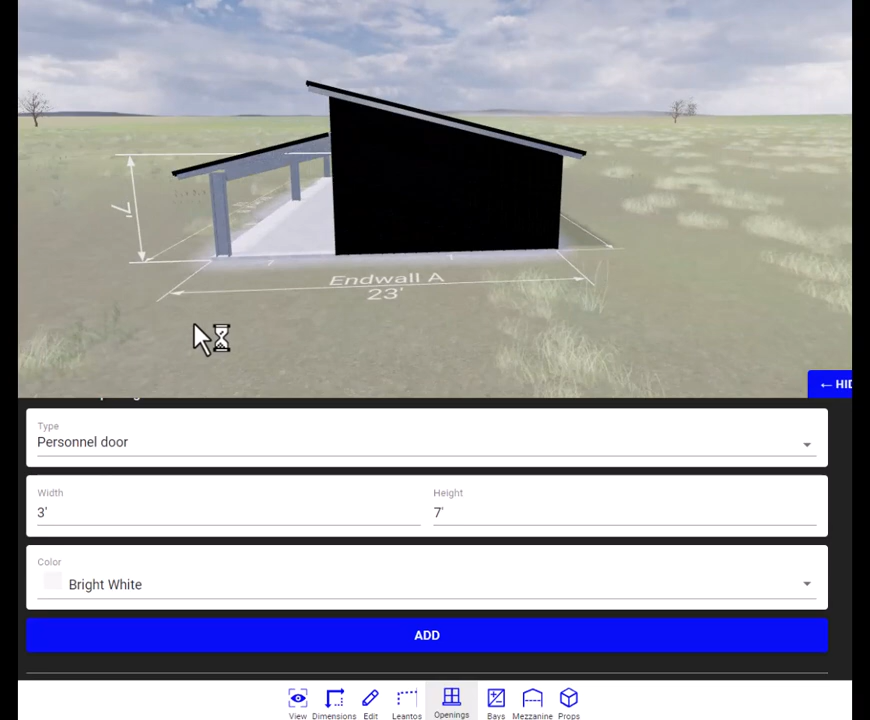 Endwall A
23'
← HID
Type
Personnel door
Width
3'
Height
7'
Color
Bright White
ADD
View
Dimensions
Edit
Leantos
Openings
Bays
Mezzanine
Props